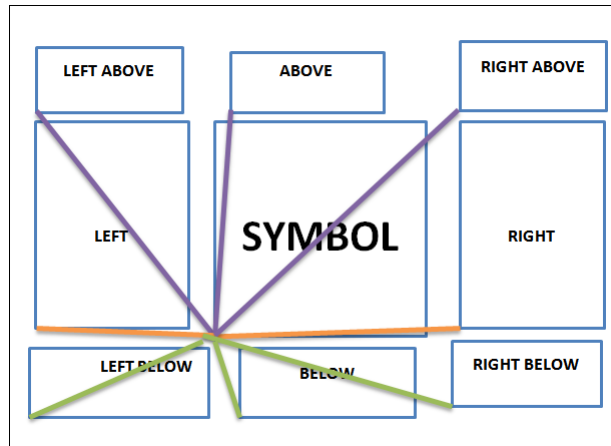 LEFT ABOVE
ABOVE
RIGHT ABOVE
LEFT
SYMBOL
RIGHT
LEFT BELOW
BELOW
RIGHT BELOW